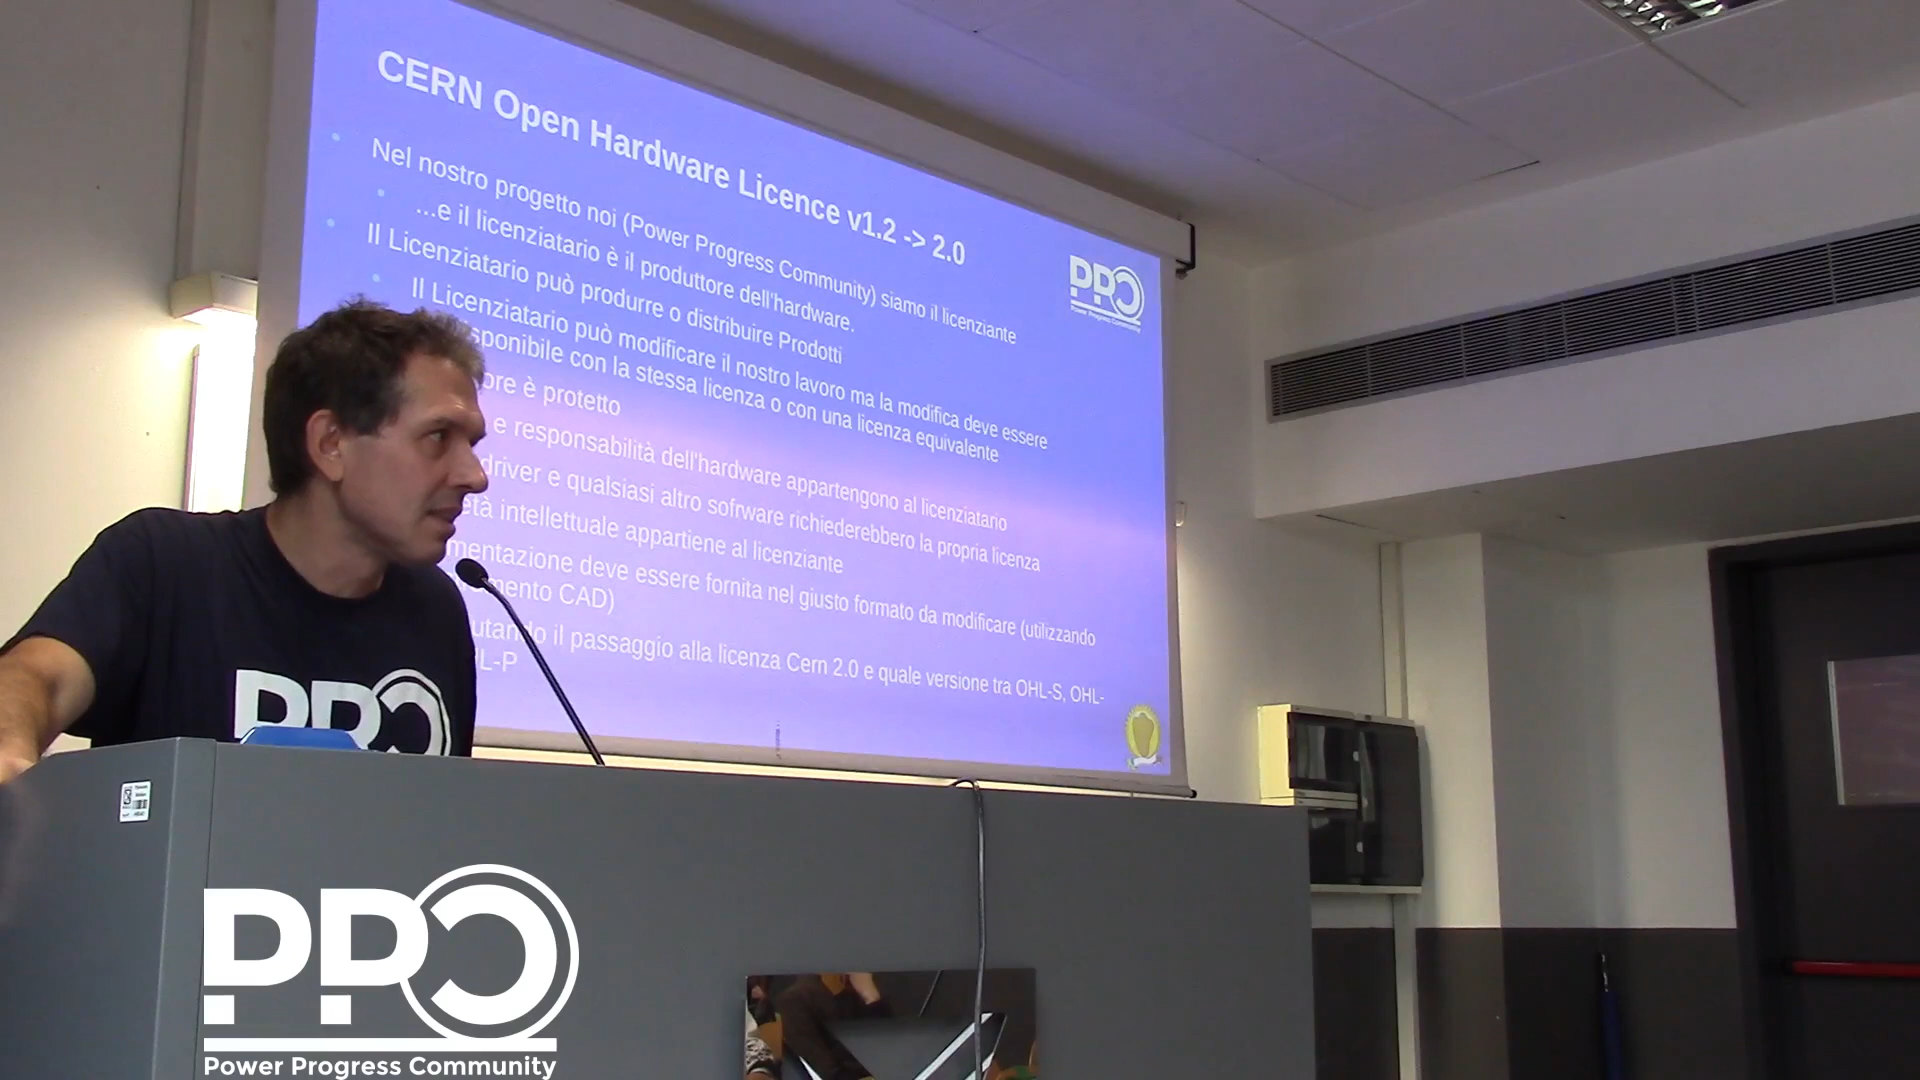 CERN Open Hardware Licence v1.2 -> 2.0
Nel nostro progetto noi (Power Progress Community) siamo il licenziante
...e il licenziatario è il produttore dell'hardware.
Il Licenziatario può produrre o distribuire Prodotti
Il Licenziatario può modificare il nostro lavoro ma la modifica deve essere
sponibile con la stessa licenza o con una licenza equivalente
ore è protetto
e responsabilità dell'hardware appartengono al licenziatario
driver e qualsiasi altro sofrware richiederebbero la propria licenza
età intellettuale appartiene al licenziante
mentazione deve essere fornita nel giusto formato da modificare (utilizzando
mento CAD)
utando il passaggio alla licenza Cern 2.0 e quale versione tra OHL-S, OHL-
L-P
PPC
Power Progress Community
PPC
PPC
Power Progress Community